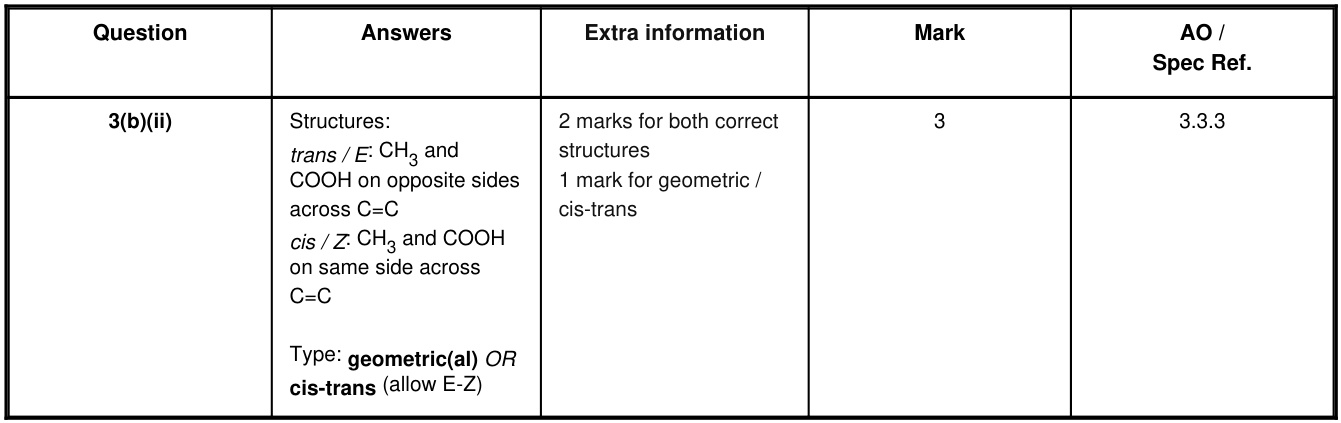 Question Answers Extra information Mark AO /
Spec Ref.
3(b)(ii) Structures: 2 marks for both correct 3 3.3.3
trans / E: CH3 and structures
COOH on opposite sides 1 mark for geometric /
across C=C cis-trans
cis / Z: CH3 and COOH
on same side across
C=C
Type: geometric(al) OR
cis-trans (allow E-Z)